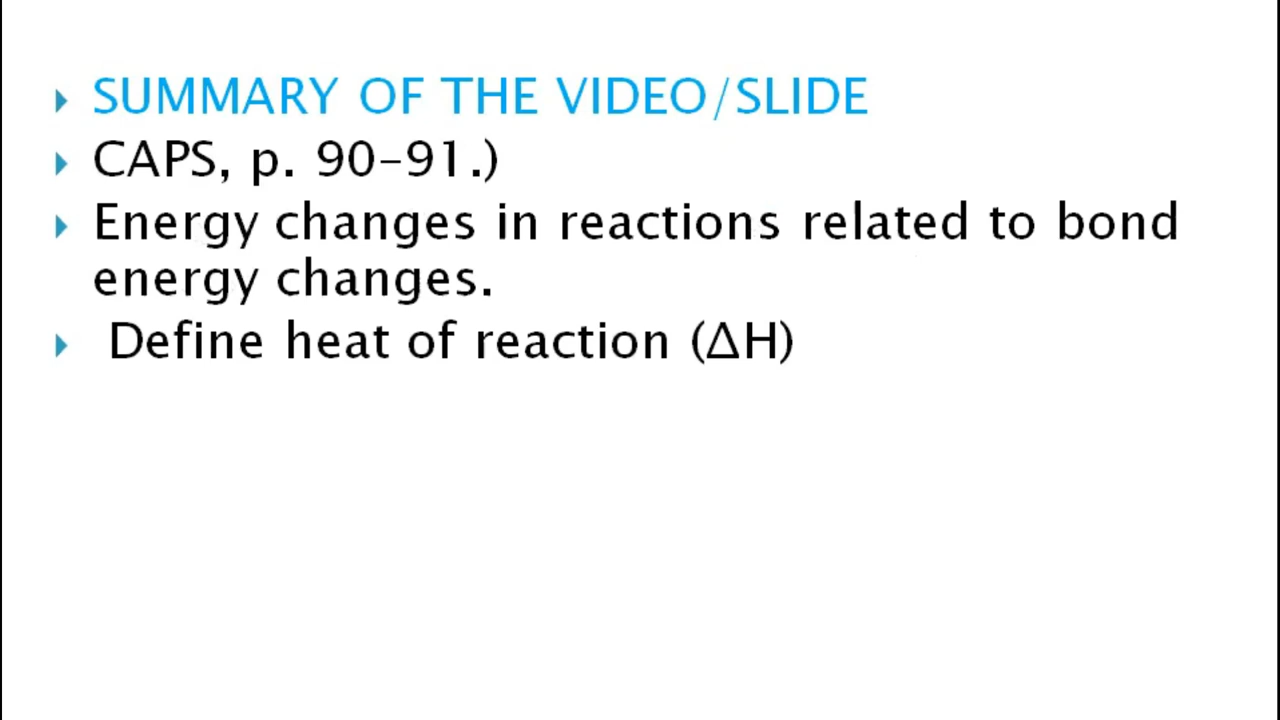 SUMMARY OF THE VIDEO/SLIDE
CAPS, p. 90–91.)
Energy changes in reactions related to bond
energy changes.
Define heat of reaction (ΔH)